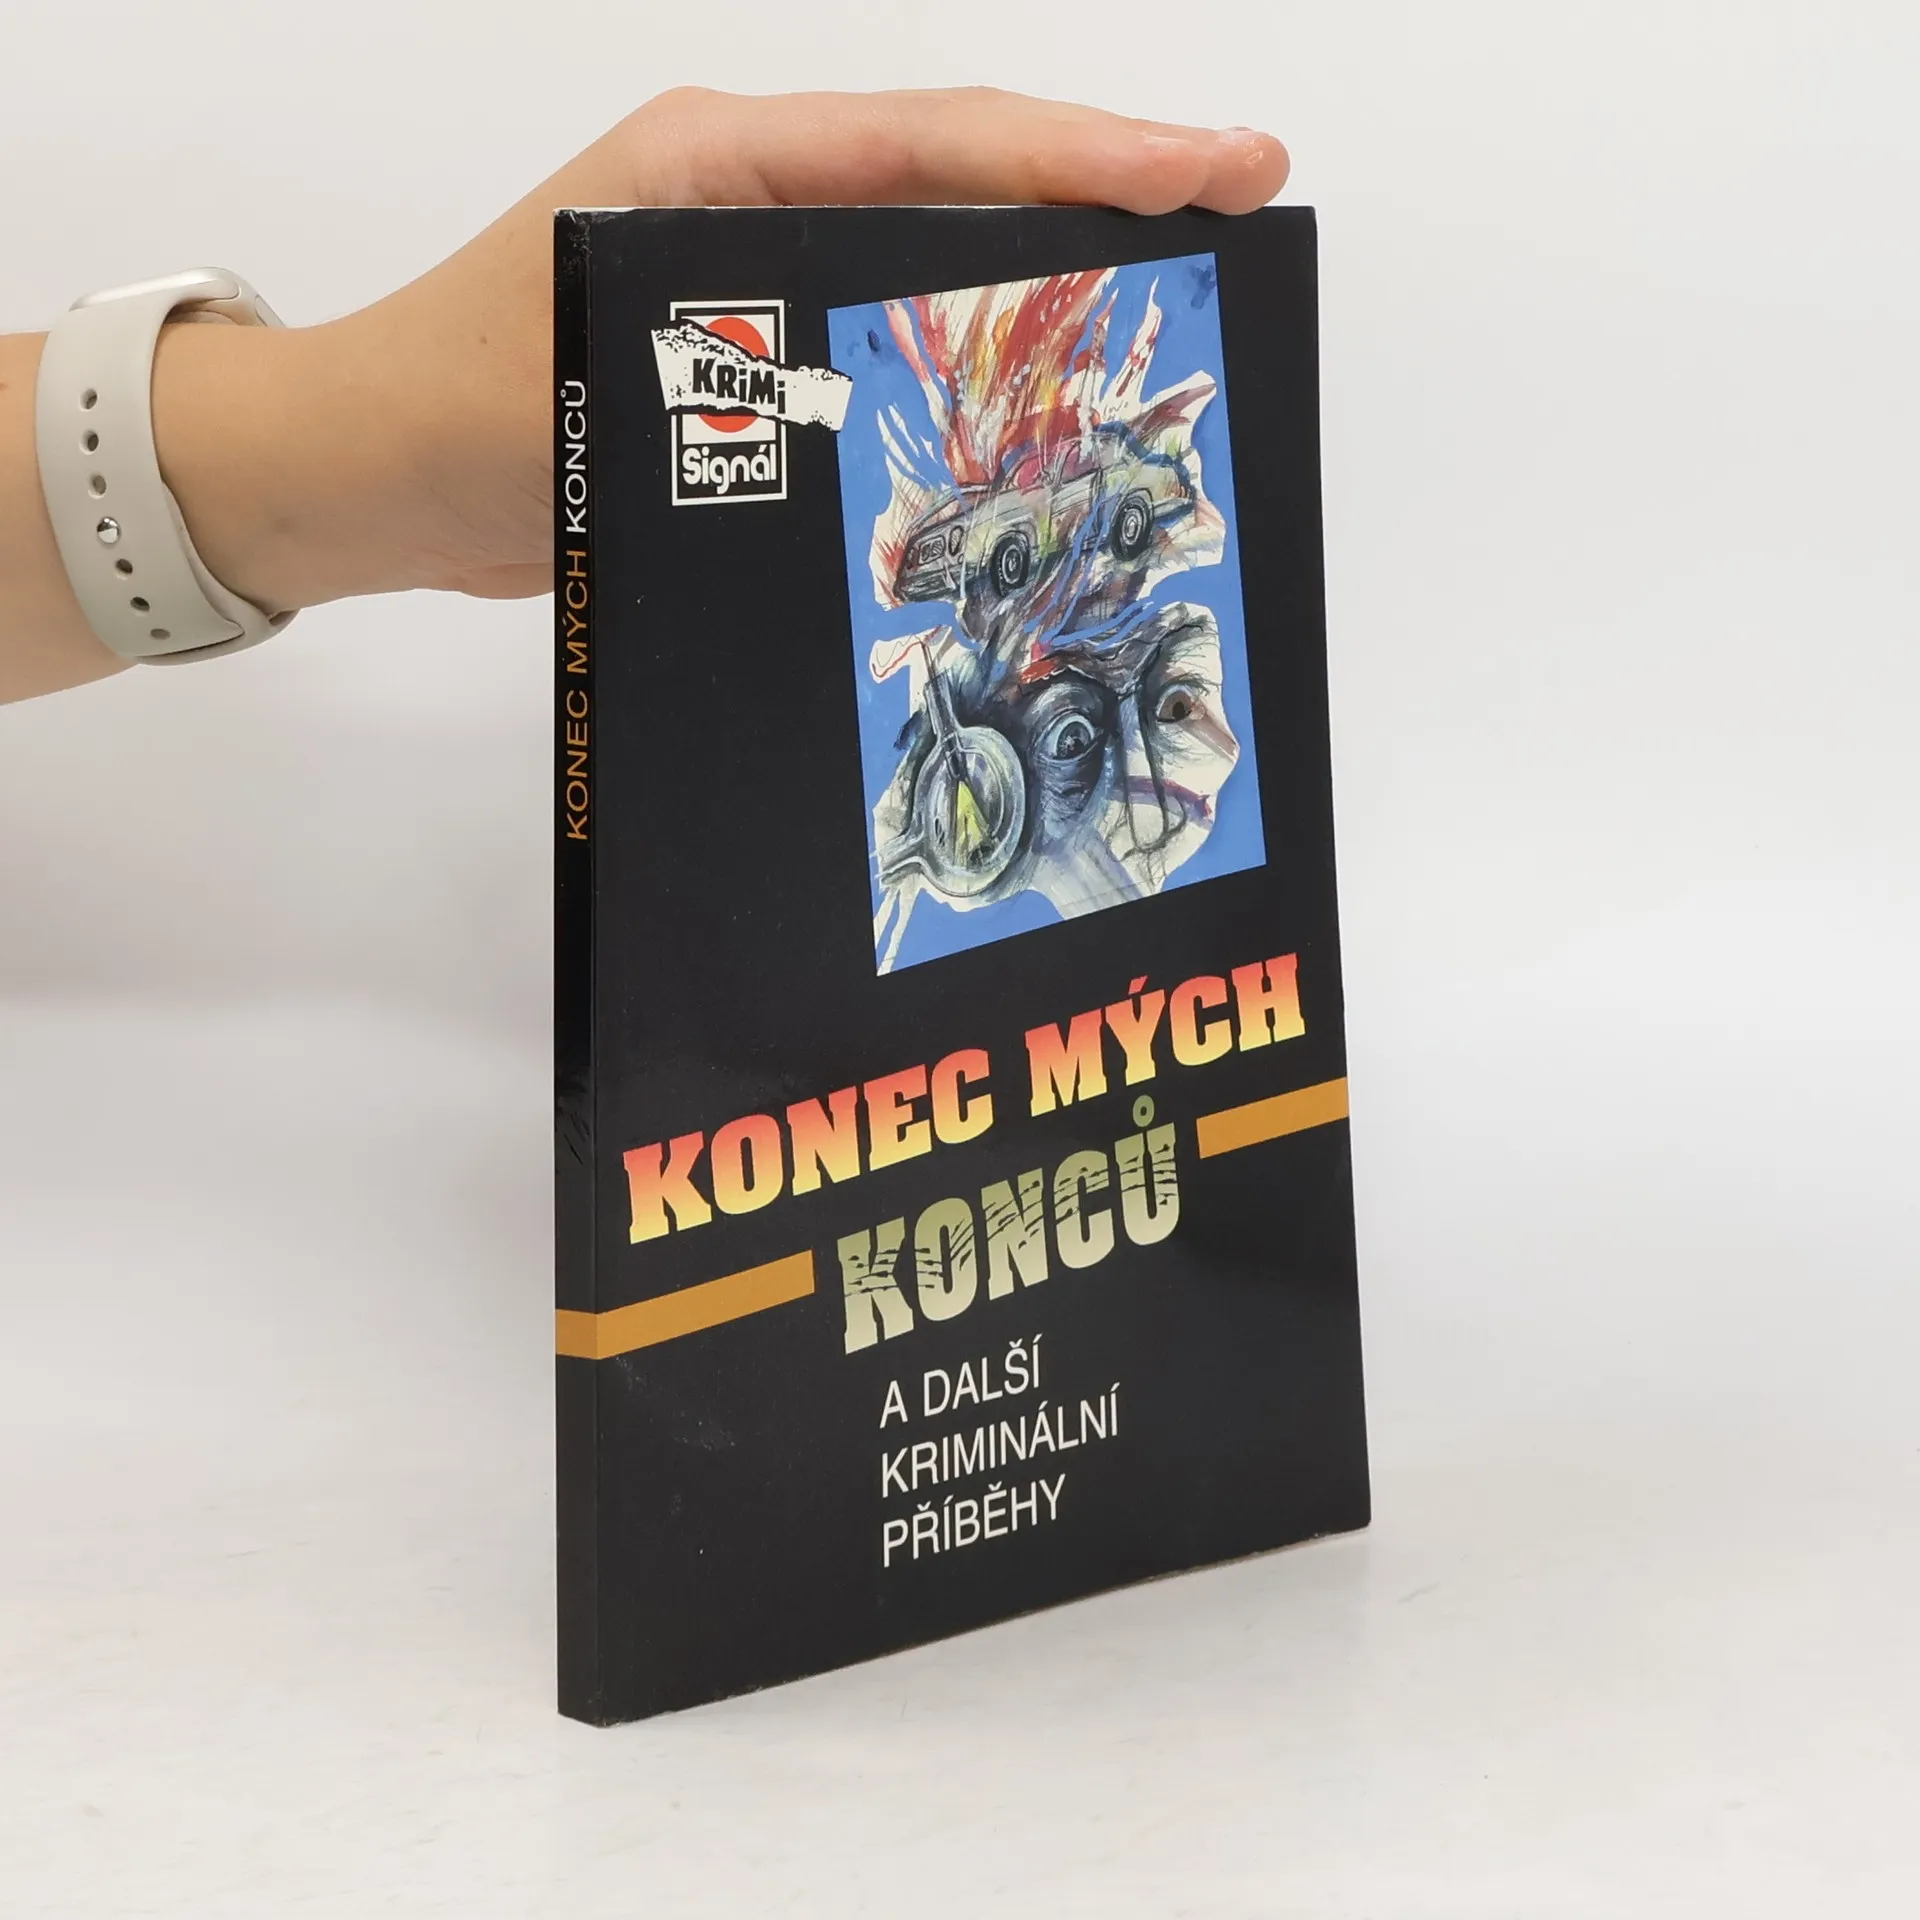 KRiMi
Signál
KONEC MÝCH KONCŮ
KONEC MÝCH
KONCŮ
A DALŠÍ
KRIMINÁLNÍ
PŘÍBĚHY